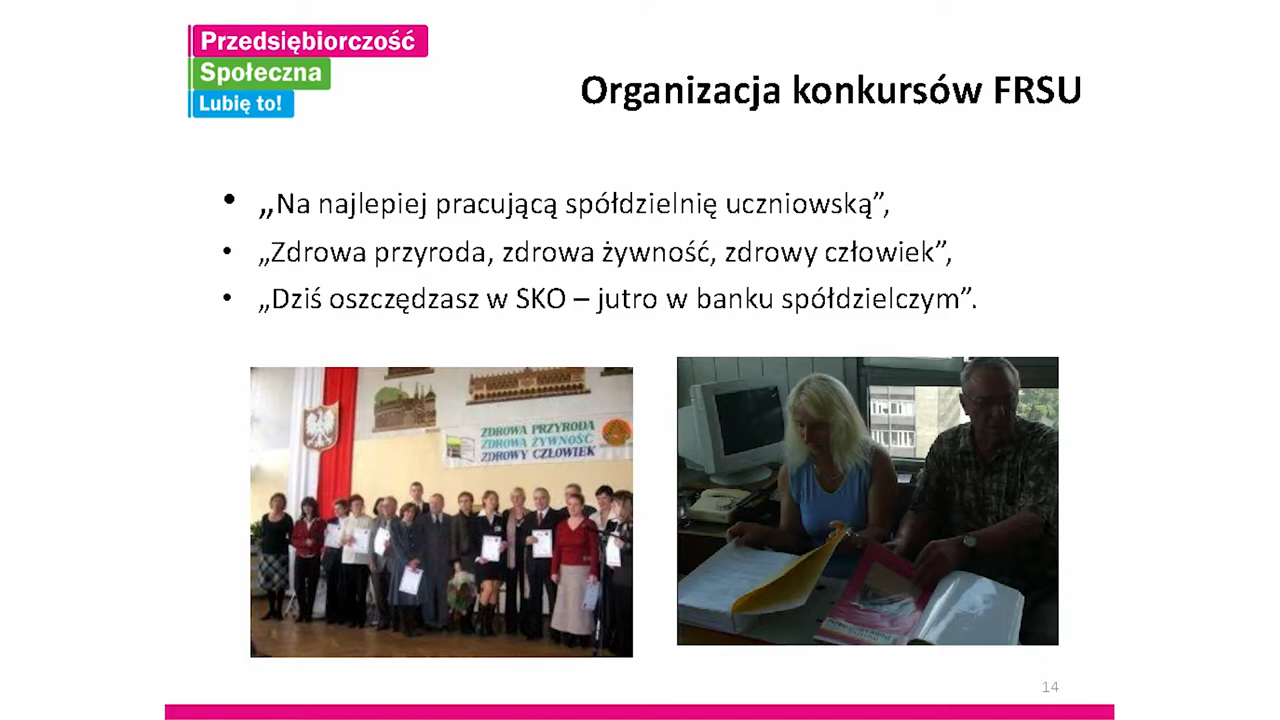 Przedsiębiorczość
Społeczna
Lubię to!
Organizacja konkursów FRSU
• „Na najlepiej pracującą spółdzielnię uczniowską”,
• „Zdrowa przyroda, zdrowa żywność, zdrowy człowiek”,
• „Dziś oszczędzasz w SKO – jutro w banku spółdzielczym”.
ZDROWA PRZYRODA
ZDROWA ŻYWNOŚĆ
ZDROWY CZŁOWIEK
14